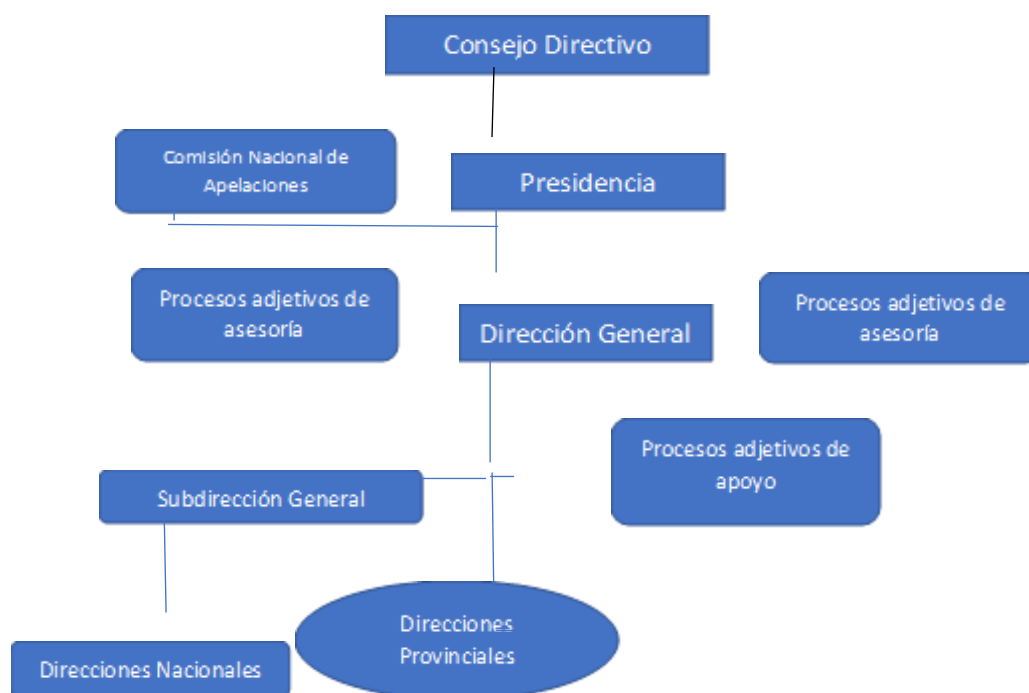 Consejo Directivo
Comisión Nacional de
Apelaciones
Presidencia
Procesos adjetivos de
asesoría
Dirección General
Procesos adjetivos de
asesoría
Procesos adjetivos de
apoyo
Subdirección General
Direcciones
Provinciales
Direcciones Nacionales